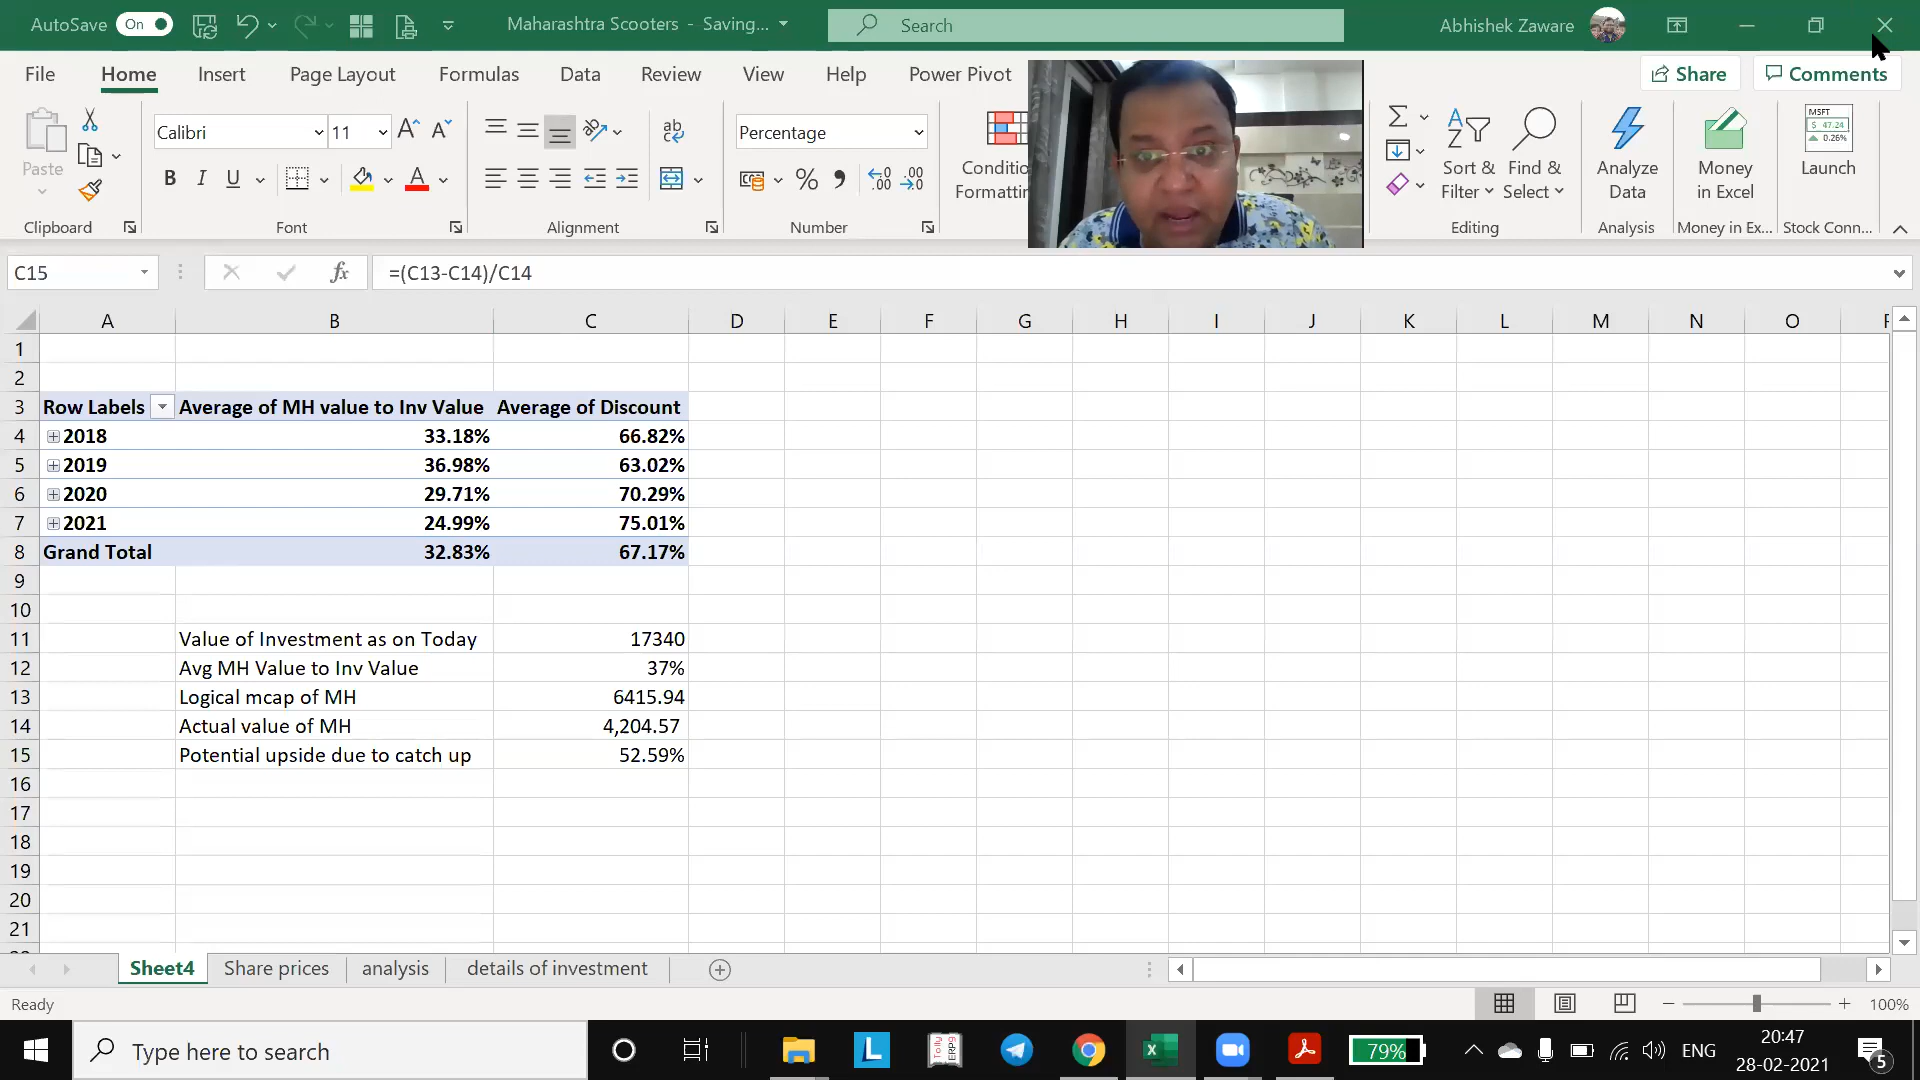 AutoSave On Maharashtra Scooters - Saving... Search Abhishek Zaware
File Home Insert Page Layout Formulas Data Review View Help Power Pivot Share Comments
Paste
Clipboard
Calibri 11
Font
Alignment
Percentage
Number
Conditio
Formattin
Sort & Filter
Find & Select
Editing
Analyze Data
Analysis
Money in Excel
Money in Ex...
MSFT
$ 47.24
0.26%
Launch
Stock Conn...
C15 fx =(C13-C14)/C14
A B C D E F G H I J K L M N O
1
2
3 Row Labels Average of MH value to Inv Value Average of Discount
4 2018 33.18% 66.82%
5 2019 36.98% 63.02%
6 2020 29.71% 70.29%
7 2021 24.99% 75.01%
8 Grand Total 32.83% 67.17%
9
10
11 Value of Investment as on Today 17340
12 Avg MH Value to Inv Value 37%
13 Logical mcap of MH 6415.94
14 Actual value of MH 4,204.57
15 Potential upside due to catch up 52.59%
16
17
18
19
20
21
Sheet4 Share prices analysis details of investment
Ready 100%
Type here to search 79% ENG 20:47
28-02-2021 5